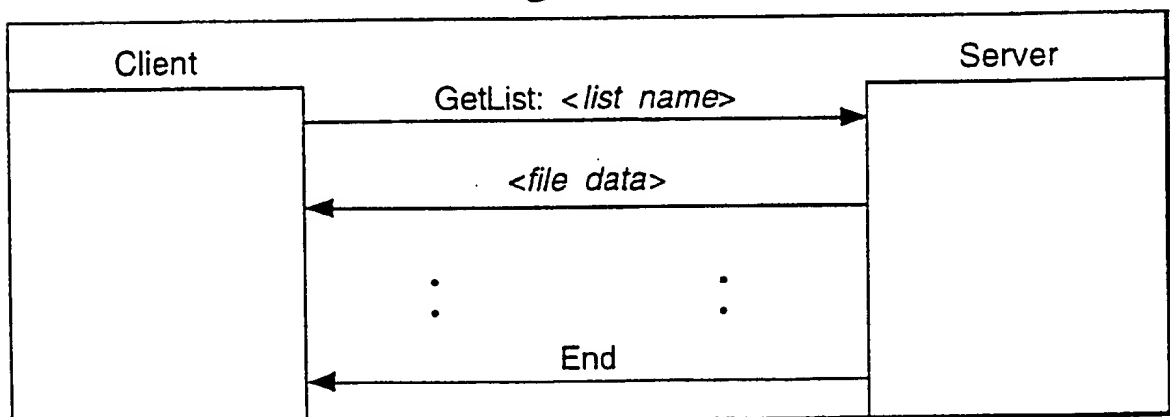 Client
Server
GetList: <list name>
<file data>
: :
End